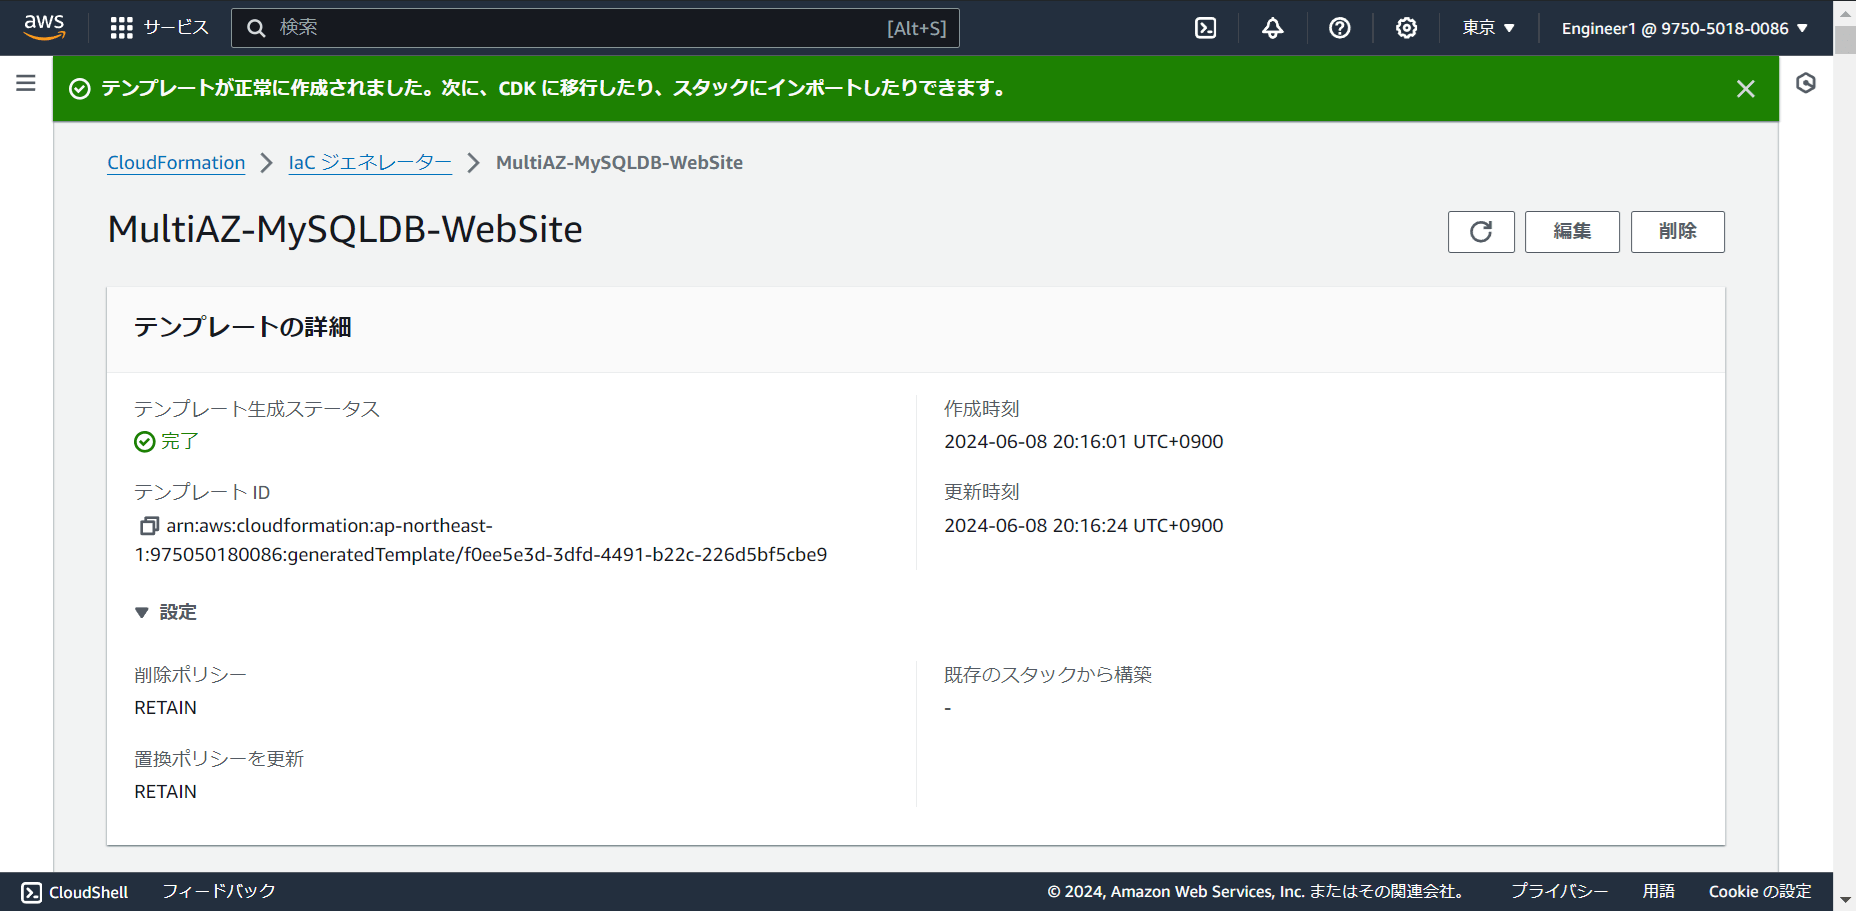 aws サービス 検索 [Alt+S] 東京 Engineer1 @ 9750-5018-0086
テンプレートが正常に作成されました。次に、CDK に移行したり、スタックにインポートしたりできます。
CloudFormation IaC ジェネレーター MultiAZ-MySQLDB-WebSite
MultiAZ-MySQLDB-WebSite 編集 削除
テンプレートの詳細
テンプレート生成ステータス
完了
テンプレート ID
arn:aws:cloudformation:ap-northeast-
1:975050180086:generatedTemplate/f0ee5e3d-3dfd-4491-b22c-226d5bf5cbe9
作成時刻
2024-06-08 20:16:01 UTC+0900
更新時刻
2024-06-08 20:16:24 UTC+0900
設定
削除ポリシー
RETAIN
置換ポリシーを更新
RETAIN
既存のスタックから構築
-
CloudShell フィードバック © 2024, Amazon Web Services, Inc. またはその関連会社。 プライバシー 用語 Cookie の設定